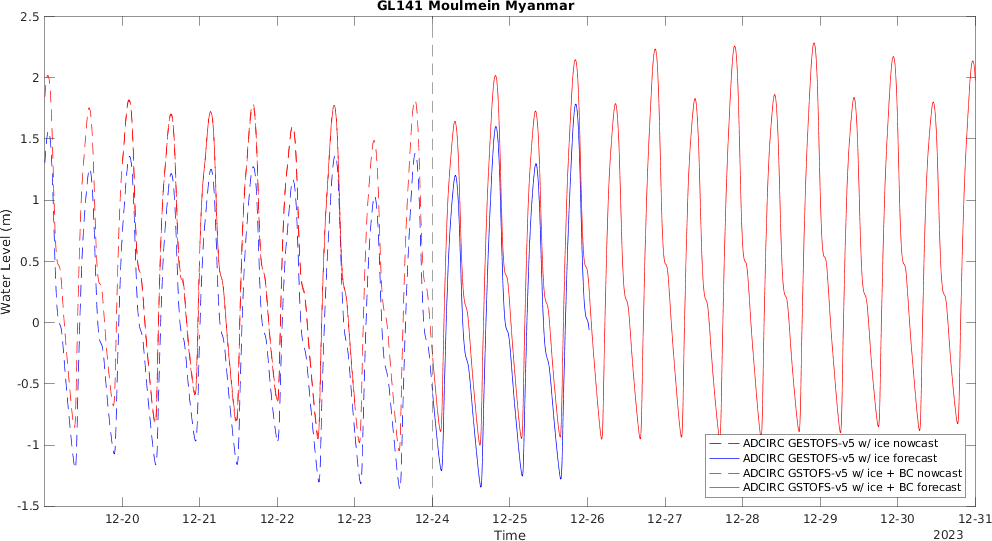 GL141 Moulmein Myanmar
2.5
2
1.5
1
0.5
0
-0.5
-1
-1.5
Water Level (m)
ADCIRC GESTOFS-v5 w/ ice nowcast
ADCIRC GESTOFS-v5 w/ ice forecast
ADCIRC GSTOFS-v5 w/ ice + BC nowcast
ADCIRC GSTOFS-v5 w/ ice + BC forecast
12-20 12-21 12-22 12-23 12-24 12-25 12-26 12-27 12-28 12-29 12-30 12-31
Time
2023